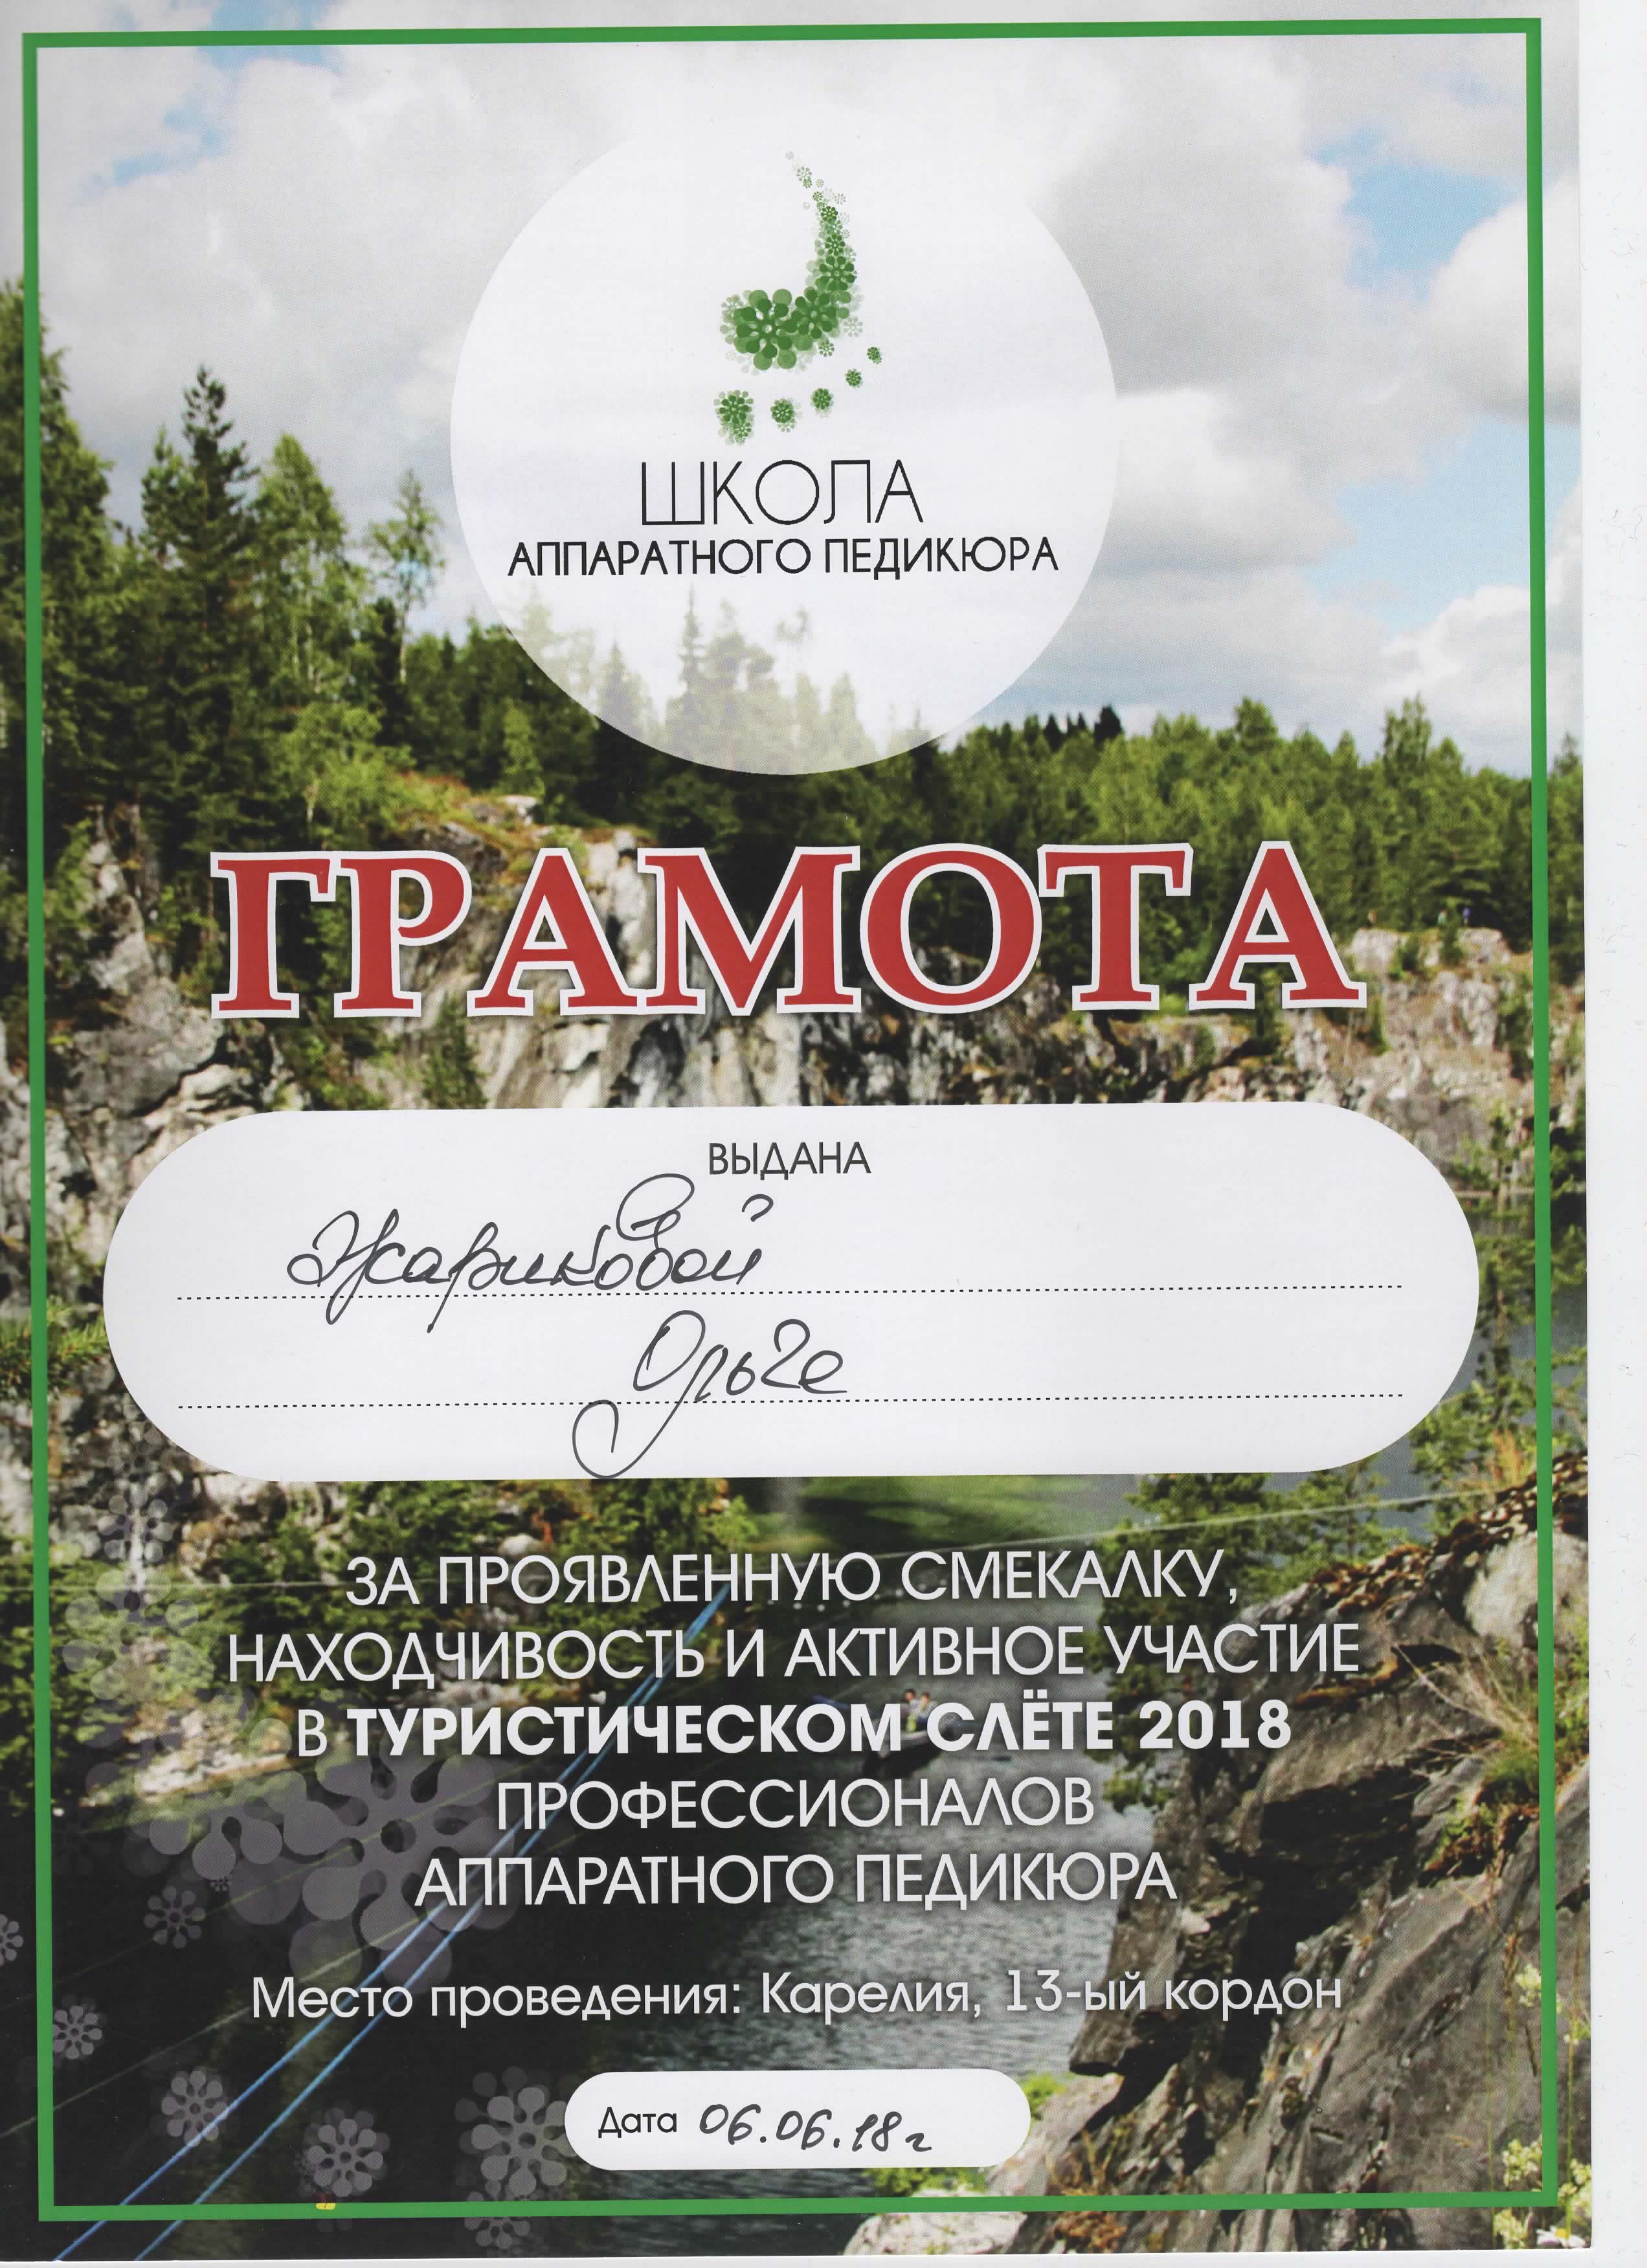 ШКОЛА
АППАРАТНОГО ПЕДИКЮРА
ГРАМОТА
ВЫДАНА
Жариковой
Ольге
ЗА ПРОЯВЛЕННУЮ СМЕКАЛКУ,
НАХОДЧИВОСТЬ И АКТИВНОЕ УЧАСТИЕ
В ТУРИСТИЧЕСКОМ СЛЁТЕ 2018
ПРОФЕССИОНАЛОВ
АППАРАТНОГО ПЕДИКЮРА
Место проведения: Карелия, 13-ый кордон
Дата 06.06.18г